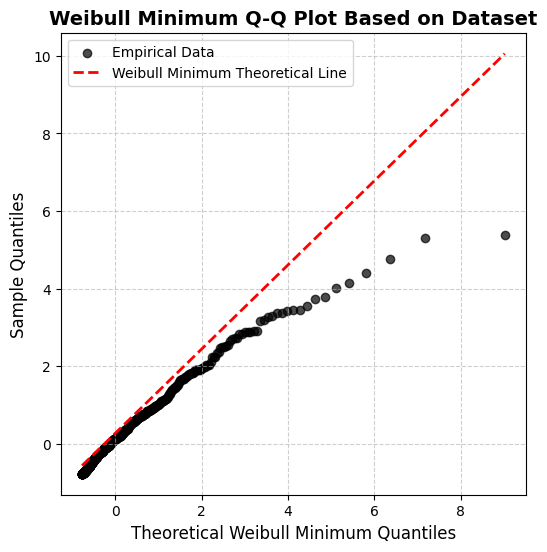 Weibull Minimum Q-Q Plot Based on Dataset
Empirical Data
Weibull Minimum Theoretical Line
Sample Quantiles
10
8
6
4
2
0
0 2 4 6 8
Theoretical Weibull Minimum Quantiles